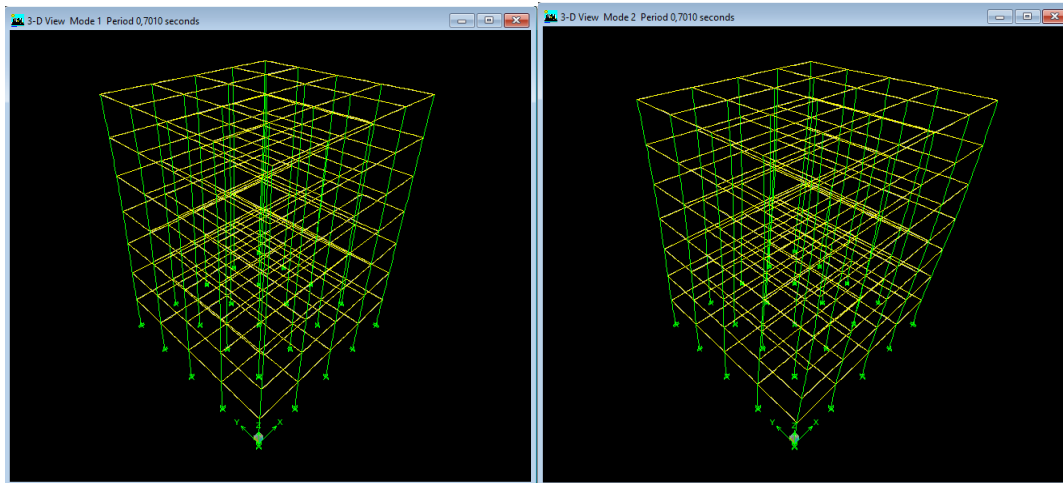 3-D View Mode 1 Period 0,7010 seconds
3-D View Mode 2 Period 0,7010 seconds
Y Z X
Y Z X